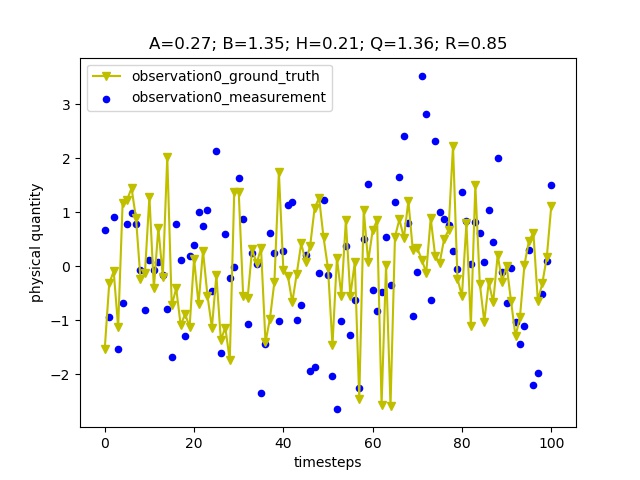 A=0.27; B=1.35; H=0.21; Q=1.36; R=0.85
observation0_ground_truth
observation0_measurement
physical quantity
3
2
1
0
−1
−2
0 20 40 60 80 100
timesteps